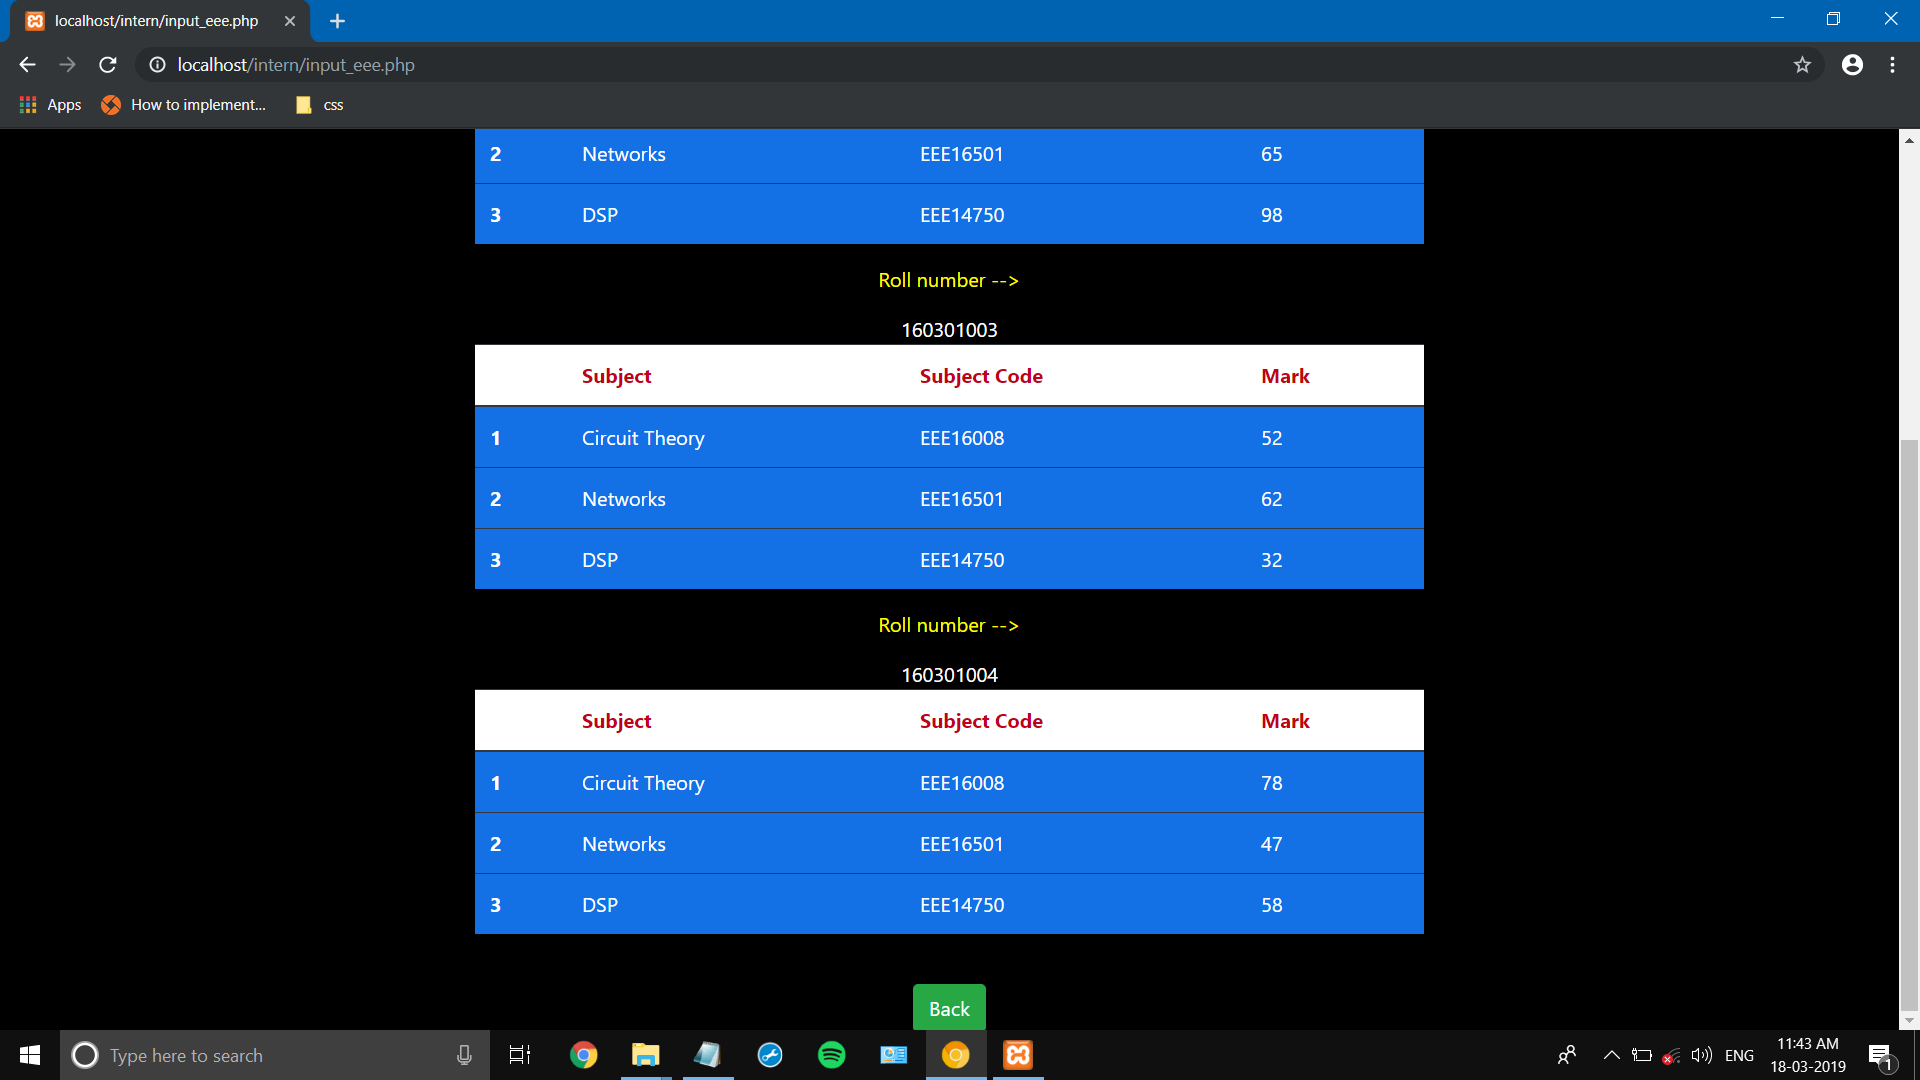 localhost/intern/input_eee.php
localhost/intern/input_eee.php
Apps How to implement... css
2 Networks EEE16501 65
3 DSP EEE14750 98
Roll number -->
160301003
Subject Subject Code Mark
1 Circuit Theory EEE16008 52
2 Networks EEE16501 62
3 DSP EEE14750 32
Roll number -->
160301004
Subject Subject Code Mark
1 Circuit Theory EEE16008 78
2 Networks EEE16501 47
3 DSP EEE14750 58
Back
Type here to search
ENG
11:43 AM
18-03-2019
1